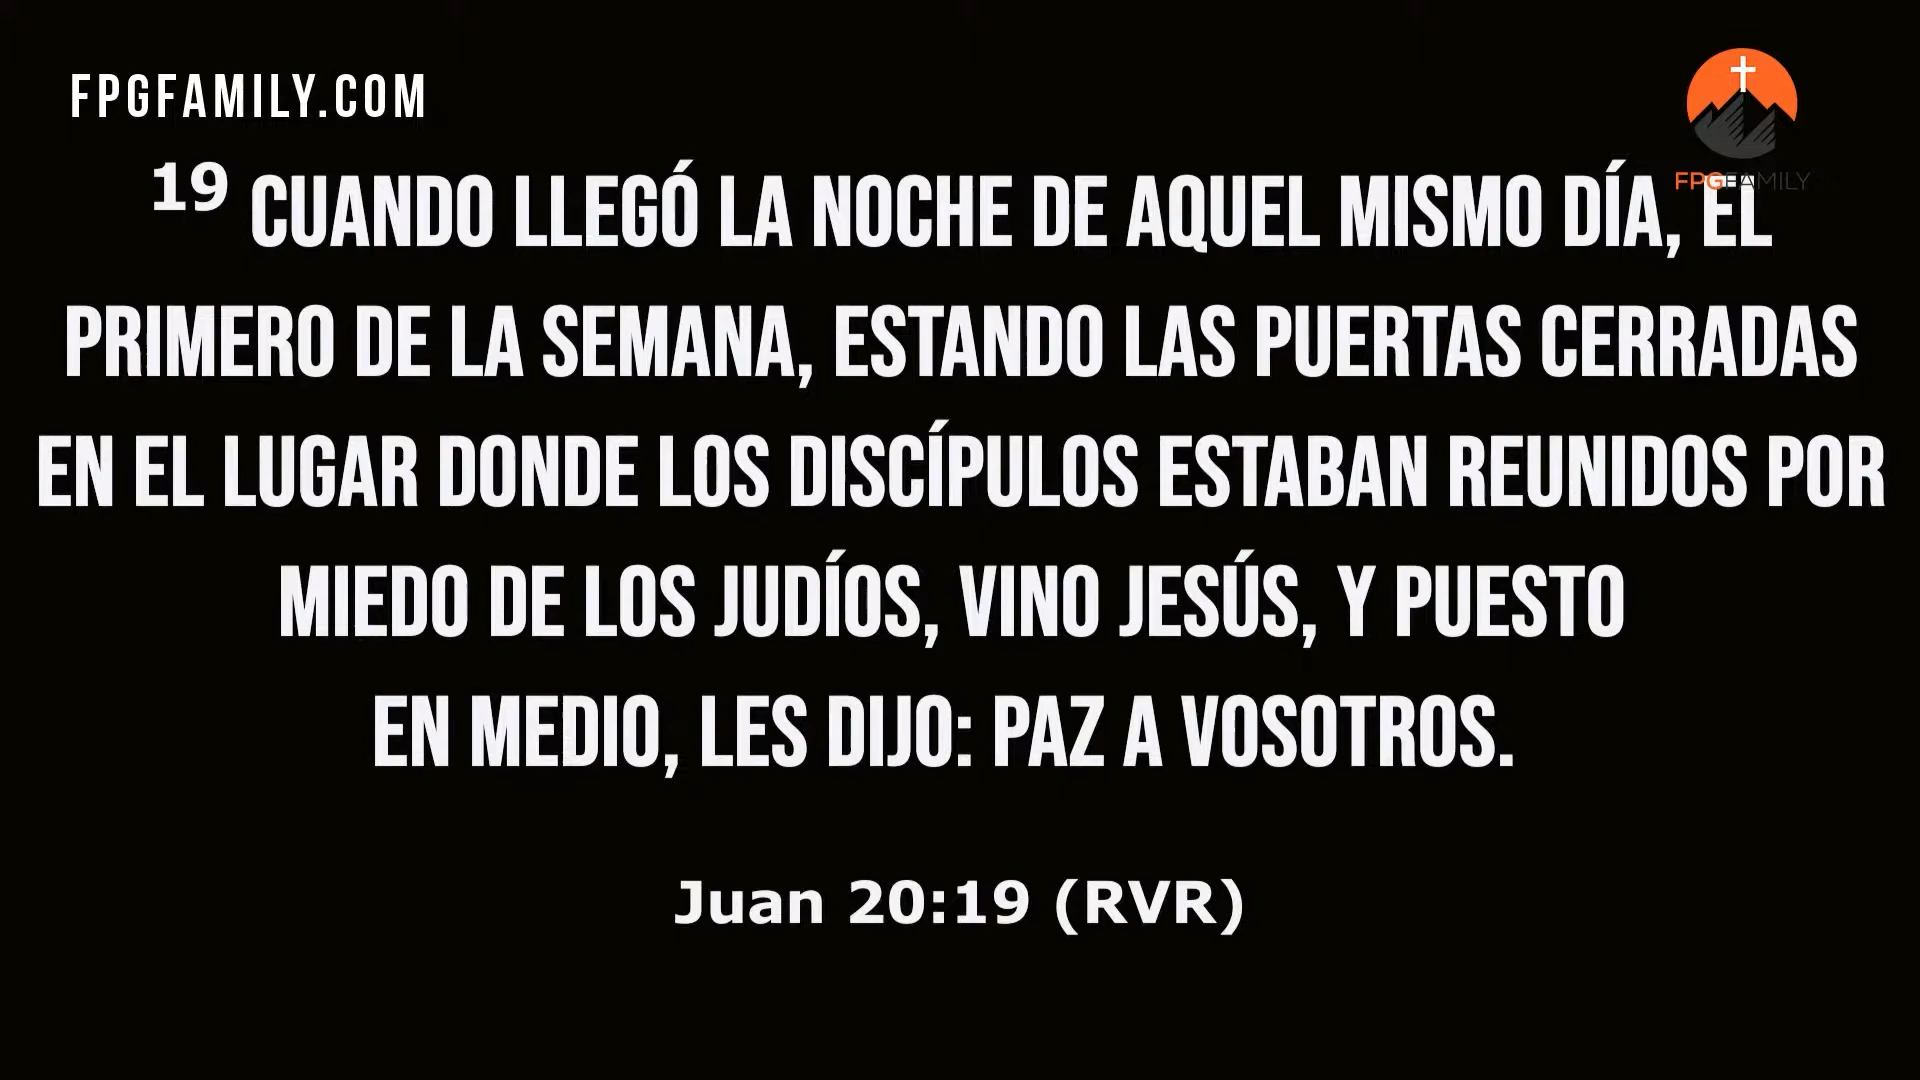 FPGFAMILY.COM
FPGFAMILY
19 CUANDO LLEGÓ LA NOCHE DE AQUEL MISMO DÍA, EL
PRIMERO DE LA SEMANA, ESTANDO LAS PUERTAS CERRADAS
EN EL LUGAR DONDE LOS DISCÍPULOS ESTABAN REUNIDOS POR
MIEDO DE LOS JUDÍOS, VINO JESÚS, Y PUESTO
EN MEDIO, LES DIJO: PAZ A VOSOTROS.
Juan 20:19 (RVR)